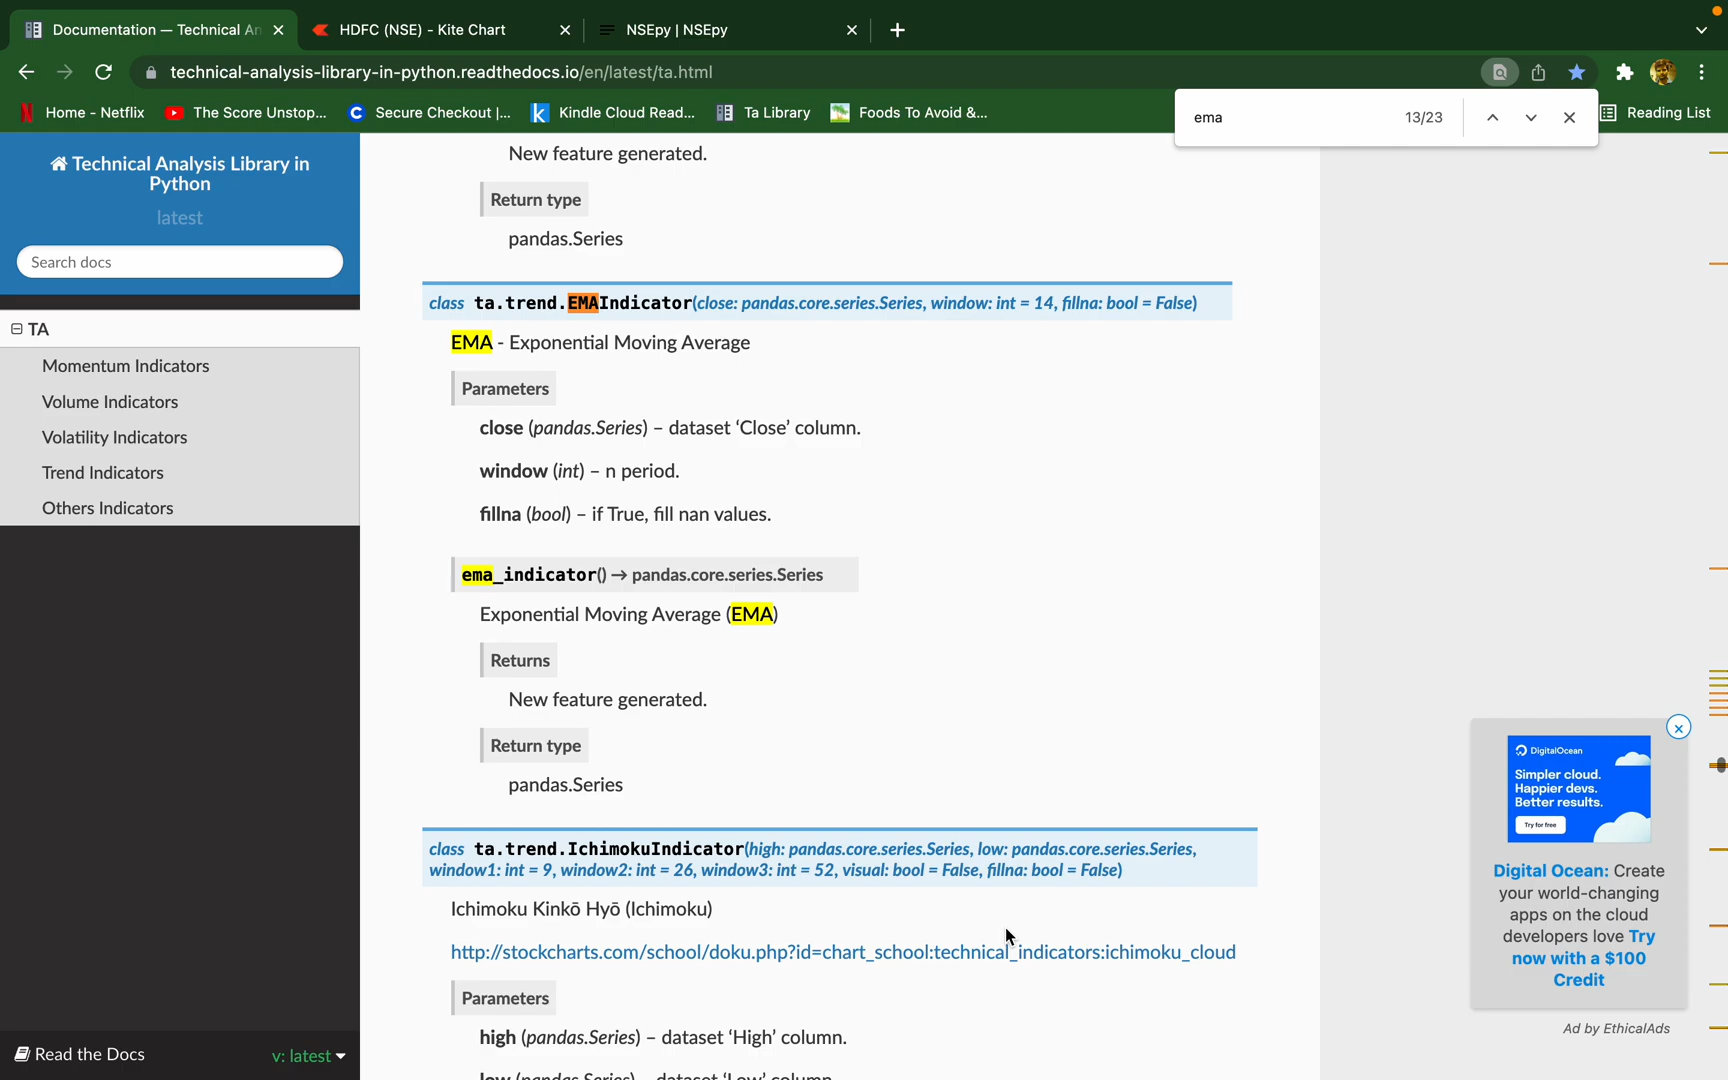 Documentation — Technical An
HDFC (NSE) - Kite Chart
NSEpy | NSEpy
technical-analysis-library-in-python.readthedocs.io/en/latest/ta.html
Home - Netflix
The Score Unstop...
Secure Checkout |...
Kindle Cloud Read...
Ta Library
Foods To Avoid &...
Reading List
ema
13/23
Technical Analysis Library in
Python
latest
Search docs
TA
Momentum Indicators
Volume Indicators
Volatility Indicators
Trend Indicators
Others Indicators
Read the Docs
v: latest
New feature generated.
Return type
pandas.Series
class ta.trend.EMAIndicator(close: pandas.core.series.Series, window: int = 14, fillna: bool = False)
EMA - Exponential Moving Average
Parameters
close (pandas.Series) – dataset ‘Close’ column.
window (int) – n period.
fillna (bool) – if True, fill nan values.
ema_indicator() → pandas.core.series.Series
Exponential Moving Average (EMA)
Returns
New feature generated.
Return type
pandas.Series
class ta.trend.IchimokuIndicator(high: pandas.core.series.Series, low: pandas.core.series.Series,
window1: int = 9, window2: int = 26, window3: int = 52, visual: bool = False, fillna: bool = False)
Ichimoku Kinkō Hyō (Ichimoku)
http://stockcharts.com/school/doku.php?id=chart_school:technical_indicators:ichimoku_cloud
Parameters
high (pandas.Series) – dataset ‘High’ column.
low (pandas.Series) – dataset ‘Low’ column.
DigitalOcean
Simpler cloud.
Happier devs.
Better results.
Try for free
Digital Ocean: Create
your world-changing
apps on the cloud
developers love Try
now with a $100
Credit
Ad by EthicalAds